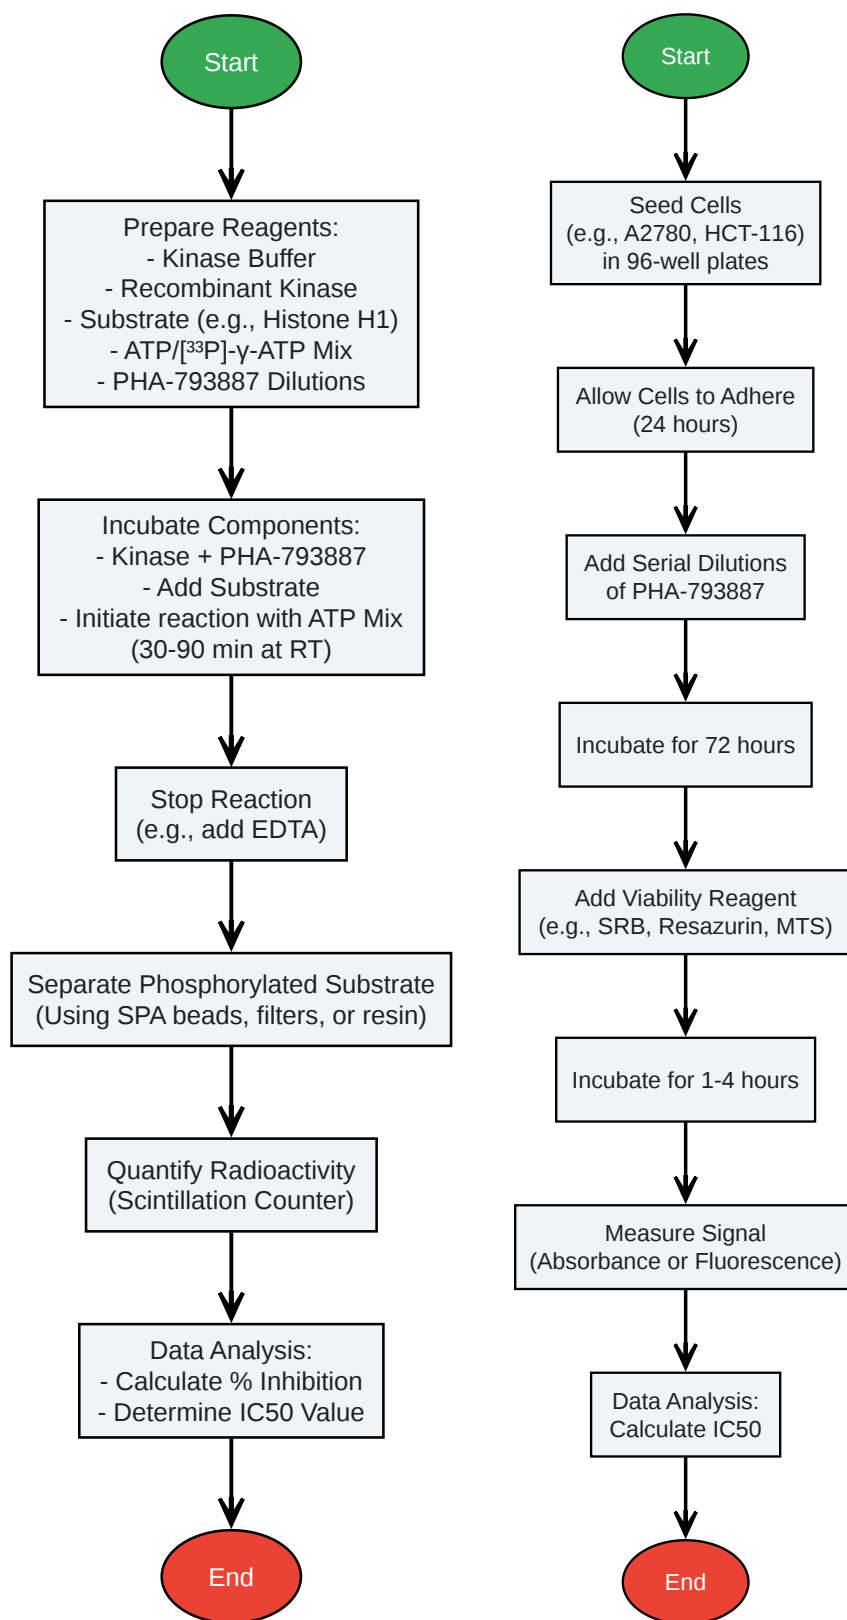 Start
Prepare Reagents:
- Kinase Buffer
- Recombinant Kinase
- Substrate (e.g., Histone H1)
- ATP/[³³P]-γ-ATP Mix
- PHA-793887 Dilutions
Incubate Components:
- Kinase + PHA-793887
- Add Substrate
- Initiate reaction with ATP Mix
(30-90 min at RT)
Stop Reaction
(e.g., add EDTA)
Separate Phosphorylated Substrate
(Using SPA beads, filters, or resin)
Quantify Radioactivity
(Scintillation Counter)
Data Analysis:
- Calculate % Inhibition
- Determine IC50 Value
End
Start
Seed Cells
(e.g., A2780, HCT-116)
in 96-well plates
Allow Cells to Adhere
(24 hours)
Add Serial Dilutions
of PHA-793887
Incubate for 72 hours
Add Viability Reagent
(e.g., SRB, Resazurin, MTS)
Incubate for 1-4 hours
Measure Signal
(Absorbance or Fluorescence)
Data Analysis:
Calculate IC50
End